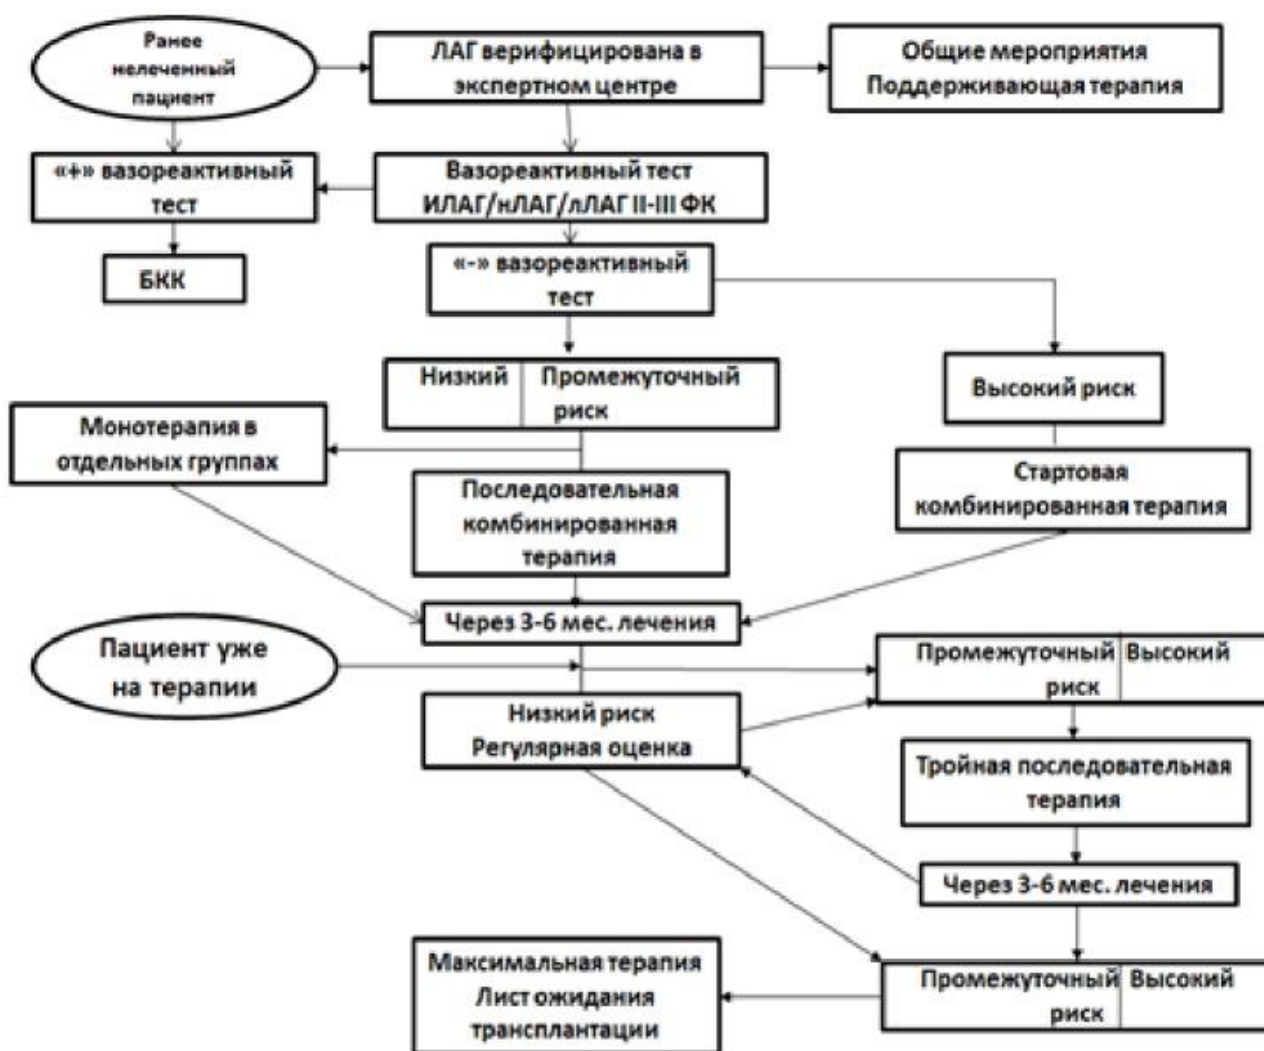 Ранее
нелеченный
пациент
ЛАГ верифицирована в
экспертном центре
Общие мероприятия
Поддерживающая терапия
«+» вазореактивный
тест
Вазореактивный тест
ИЛАГ/нЛАГ/лЛАГ II-III ФК
БКК
«-» вазореактивный
тест
Низкий Промежуточный
риск
Высокий риск
Монотерапия в
отдельных группах
Последовательная
комбинированная
терапия
Стартовая
комбинированная терапия
Через 3-6 мес. лечения
Пациент уже
на терапии
Промежуточный Высокий
риск
Низкий риск
Регулярная оценка
Тройная последовательная
терапия
Через 3-6 мес. лечения
Максимальная терапия
Лист ожидания
трансплантации
Промежуточный Высокий
риск